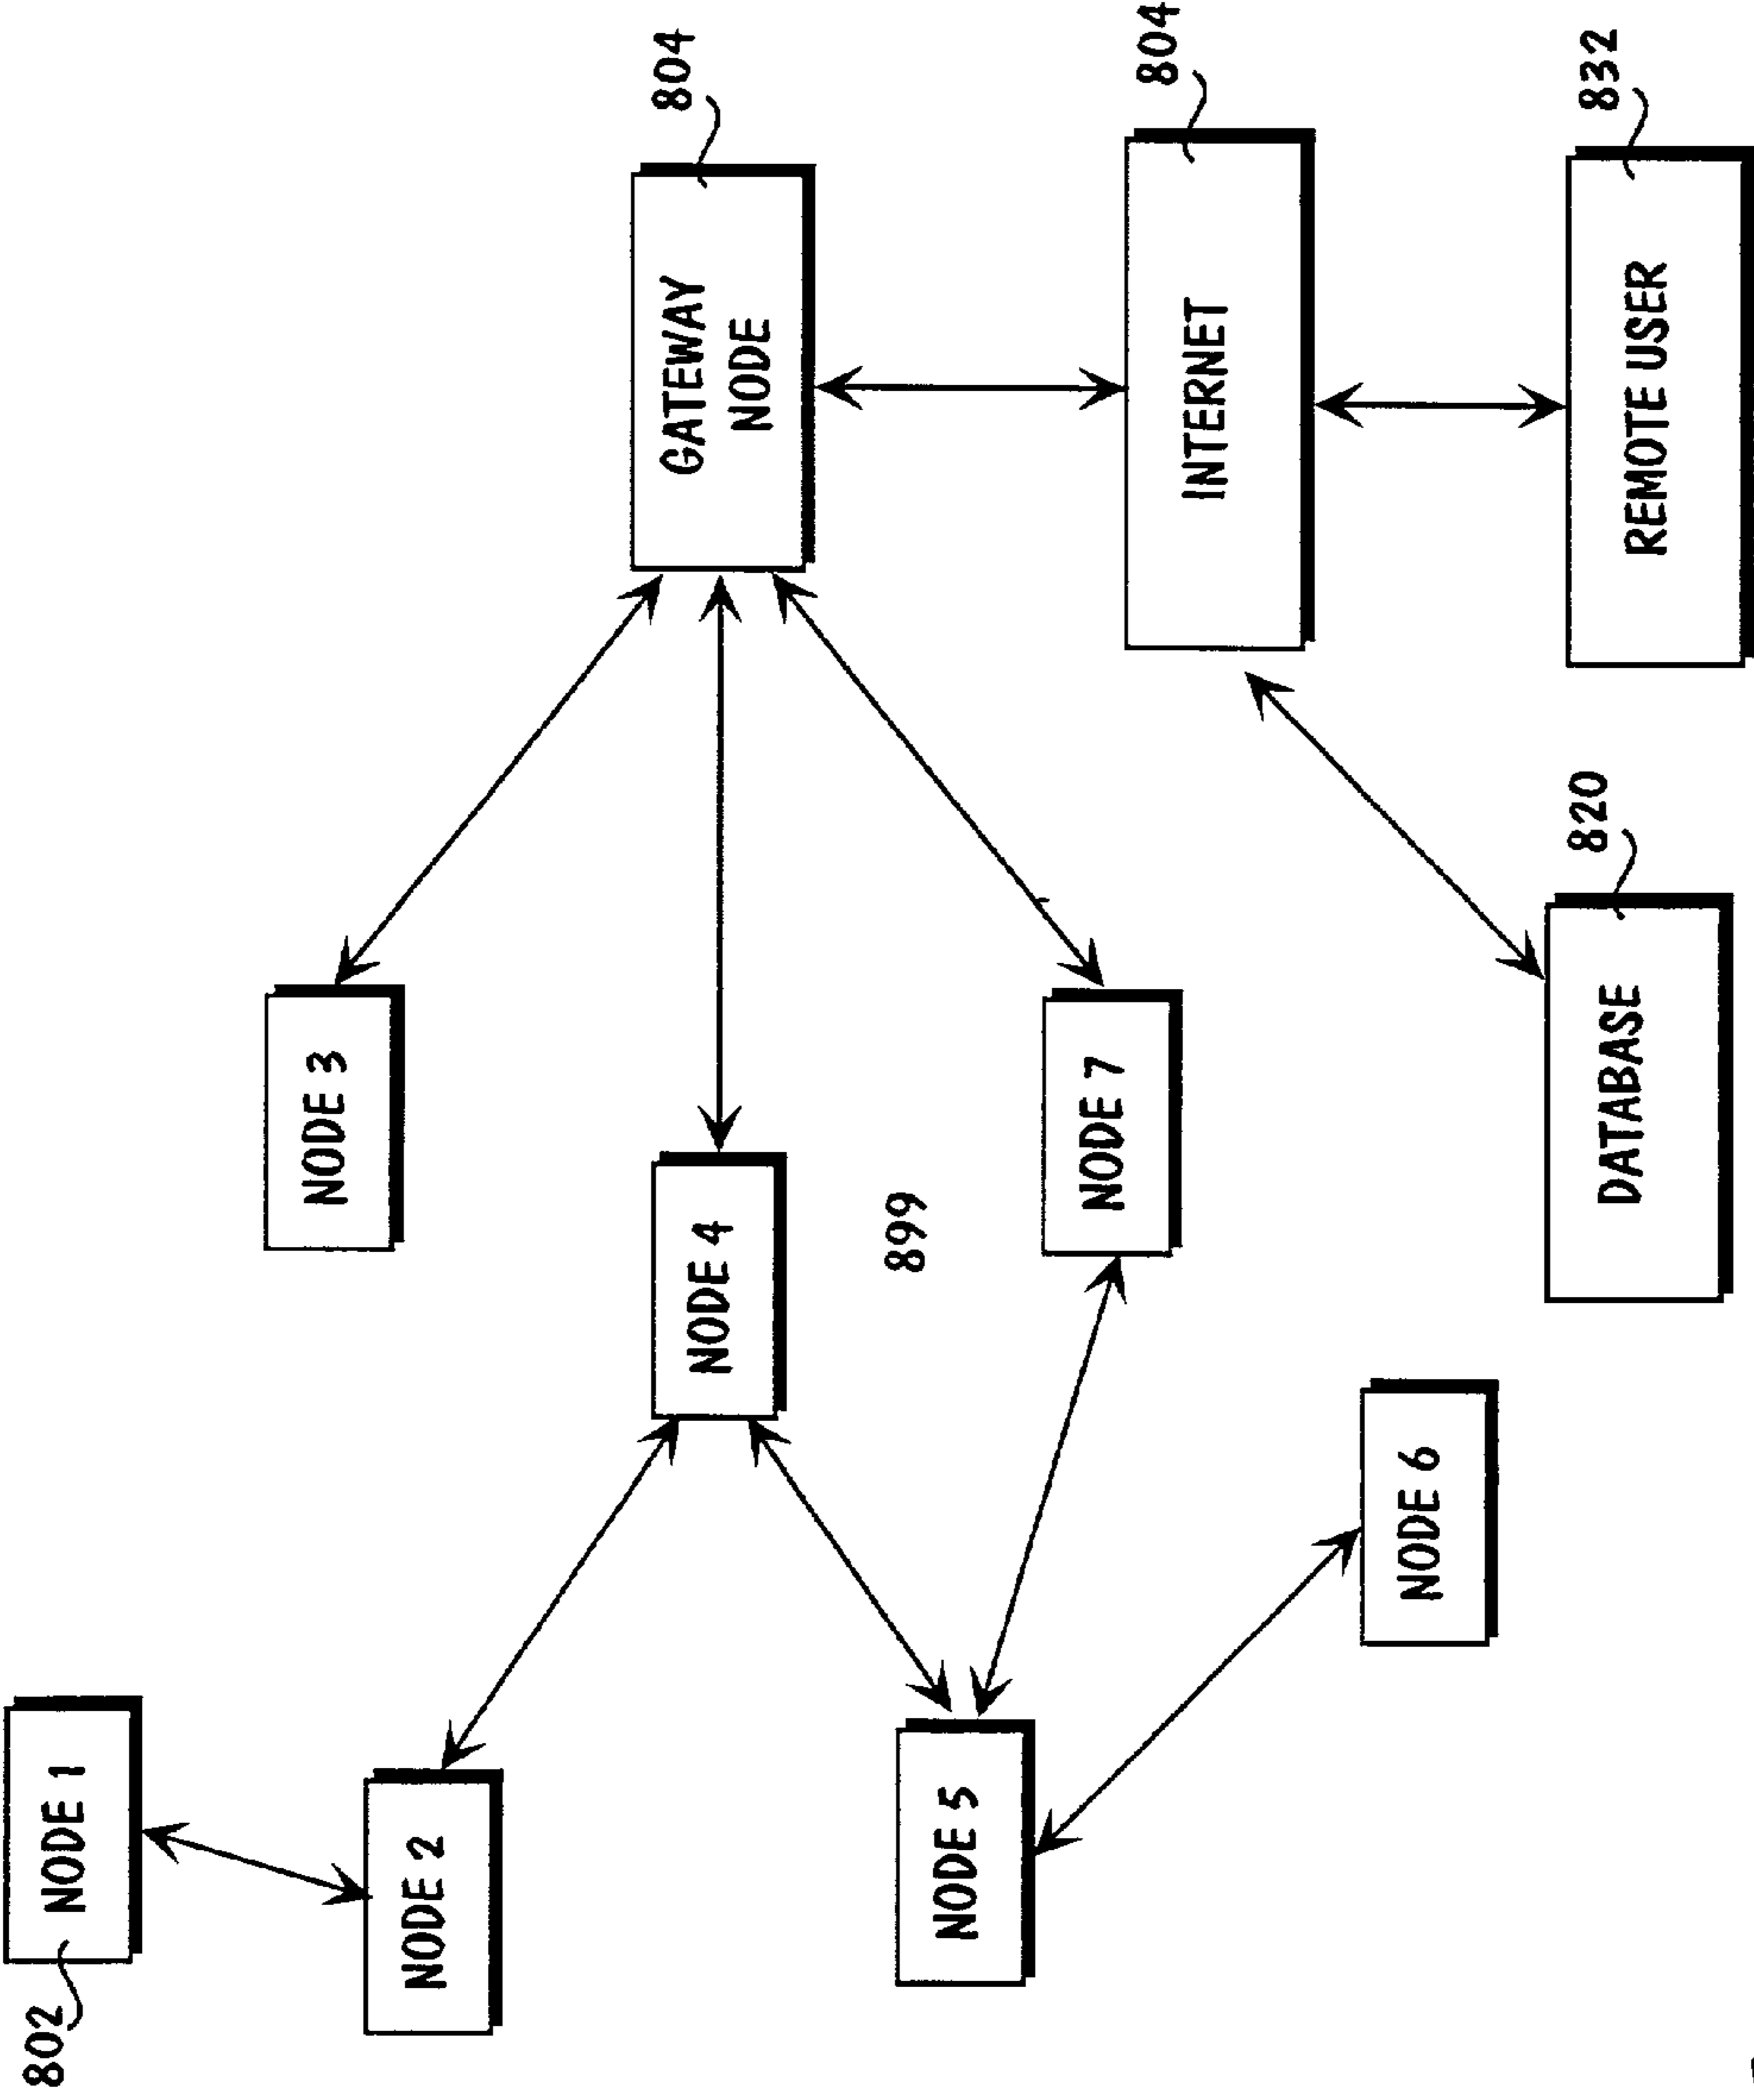 802
NODE 1
NODE 2
NODE 3
804
GATEWAY
NODE
NODE 4
899
NODE 5
NODE 7
804
INTERNET
NODE 6
820
DATABASE
832
REMOTE USER